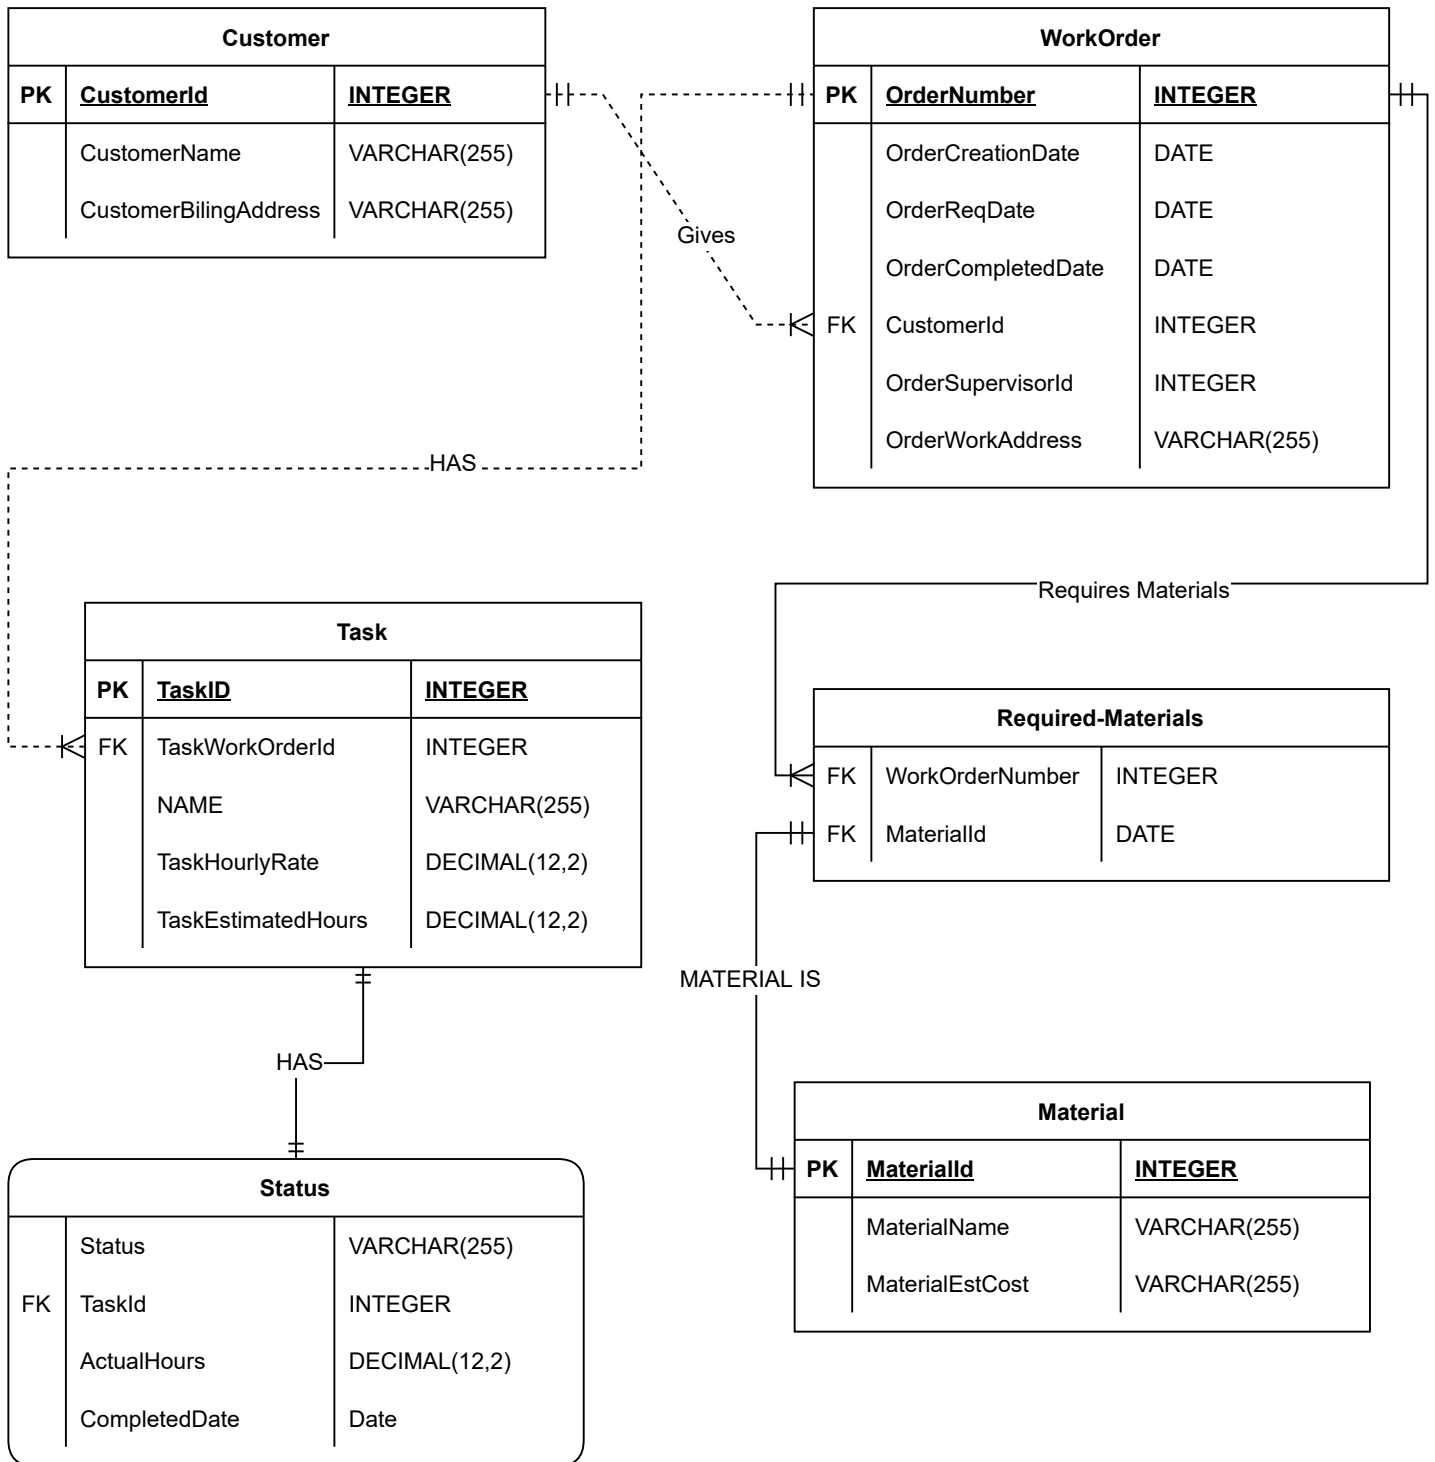 Customer
PK CustomerId INTEGER
CustomerName VARCHAR(255)
CustomerBilingAddress VARCHAR(255)
WorkOrder
PK OrderNumber INTEGER
OrderCreationDate DATE
OrderReqDate DATE
OrderCompletedDate DATE
FK CustomerId INTEGER
OrderSupervisorId INTEGER
OrderWorkAddress VARCHAR(255)
Gives
HAS
Requires Materials
Task
PK TaskID INTEGER
FK TaskWorkOrderId INTEGER
NAME VARCHAR(255)
TaskHourlyRate DECIMAL(12,2)
TaskEstimatedHours DECIMAL(12,2)
Required-Materials
FK WorkOrderNumber INTEGER
FK MaterialId DATE
MATERIAL IS
HAS
Material
PK MaterialId INTEGER
MaterialName VARCHAR(255)
MaterialEstCost VARCHAR(255)
Status
Status VARCHAR(255)
FK TaskId INTEGER
ActualHours DECIMAL(12,2)
CompletedDate Date